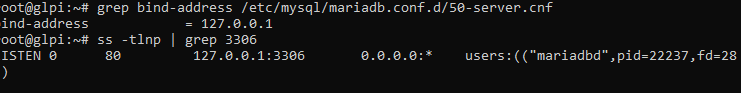 oot@glpi:~# grep bind-address /etc/mysql/mariadb.conf.d/50-server.cnf
ind-address            = 127.0.0.1
oot@glpi:~# ss -tlnp | grep 3306
ISTEN 0      80         127.0.0.1:3306      0.0.0.0:*    users:(("mariadbd",pid=22237,fd=28
)